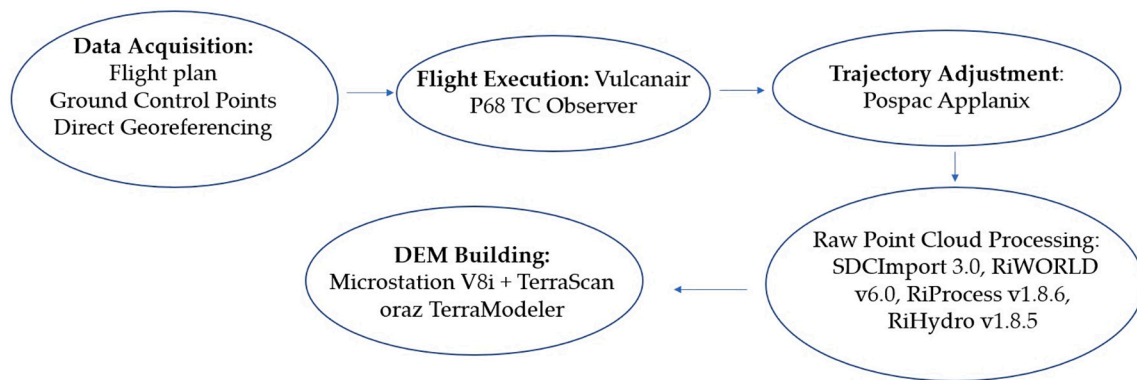 Data Acquisition:
Flight plan
Ground Control Points
Direct Georeferencing
Flight Execution: Vulcanair
P68 TC Observer
Trajectory Adjustment:
Pospac Applanix
Raw Point Cloud Processing:
SDCImport 3.0, RiWORLD
v6.0, RiProcess v1.8.6,
RiHydro v1.8.5
DEM Building:
Microstation V8i + TerraScan
oraz TerraModeler